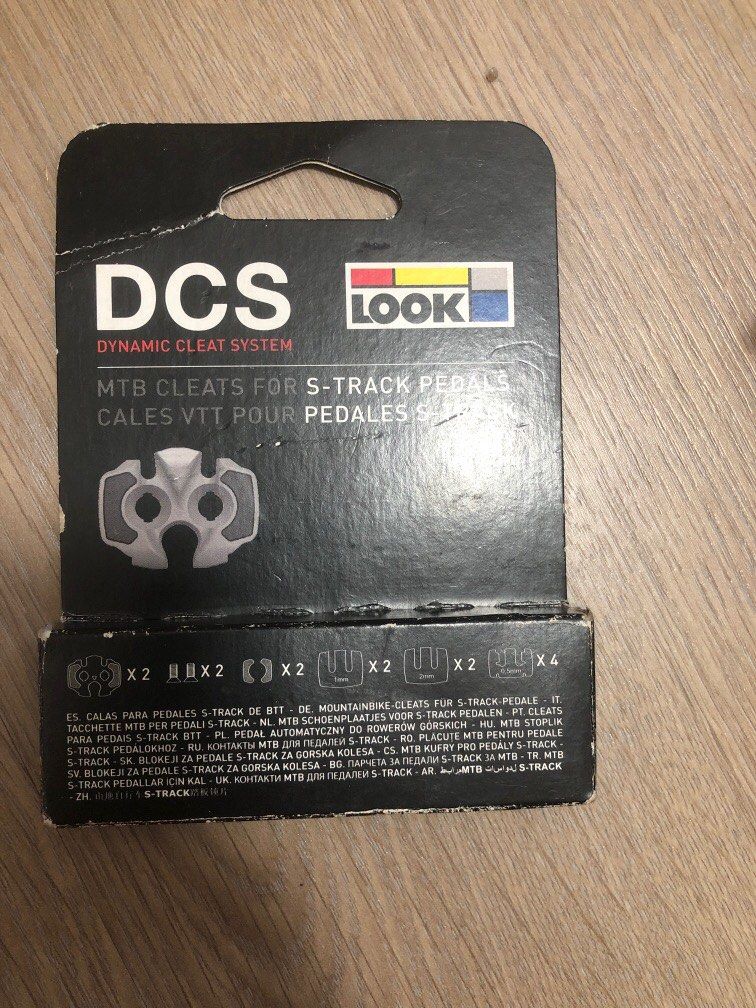 DCS
LOOK
DYNAMIC CLEAT SYSTEM
MTB CLEATS FOR S-TRACK PEDALS
CALES VTT POUR PEDALES S-TRACK
X 2 X 2 X 2 1mm X 2 2mm X 2 0,5mm X 4
ES. CALAS PARA PEDALES S-TRACK DE BTT - DE. MOUNTAINBIKE-CLEATS FÜR S-TRACK-PEDALE - IT.
TACCHETTE MTB PER PEDALI S-TRACK - NL. MTB SCHOENPLAATJES VOOR S-TRACK PEDALEN - PT. CLEATS
PARA PEDAIS S-TRACK BTT - PL. PEDAŁ AUTOMATYCZNY DO ROWERÓW GÓRSKICH - HU. MTB STOPLIK
S-TRACK PEDÁLOKHOZ - RU. КОНТАКТЫ MTB ДЛЯ ПЕДАЛЕЙ S-TRACK - RO. PLĂCUȚE MTB PENTRU PEDALE
S-TRACK - SK. BLOKEJI ZA PEDALE S-TRACK ZA GORSKA KOLESA - CS. MTB KUFRY PRO PEDÁLY S-TRACK -
SV. BLOKEJI ZA PEDALE S-TRACK ZA GORSKA KOLESA - BG. ПАРЧЕТА ЗА ПЕДАЛИ S-TRACK ЗА MTB - TR. MTB
S-TRACK PEDALLAR IÇIN KAL - UK. КОНТАКТИ MTB ДЛЯ ПЕДАЛЕЙ S-TRACK - AR. MTB S-TRACK
- ZH. S-TRACK